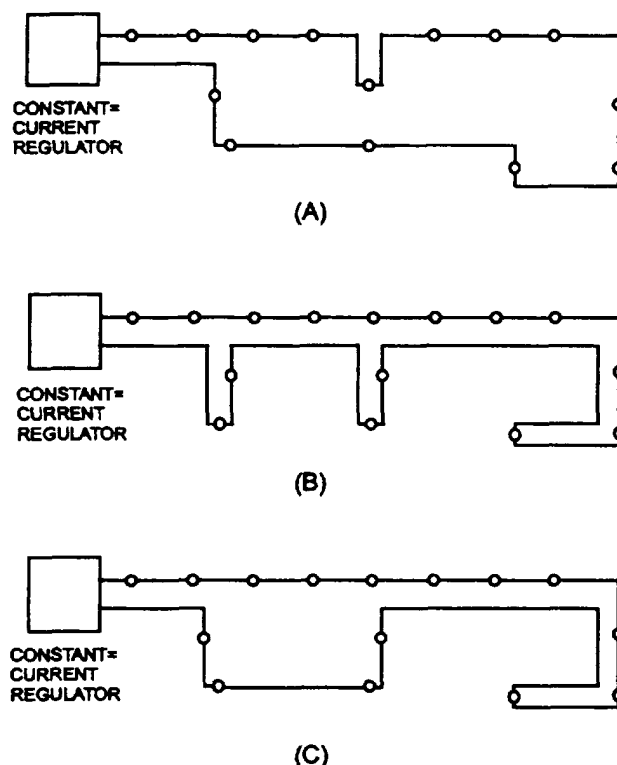 CONSTANT=
CURRENT
REGULATOR
(A)
CONSTANT=
CURRENT
REGULATOR
(B)
CONSTANT=
CURRENT
REGULATOR
(C)